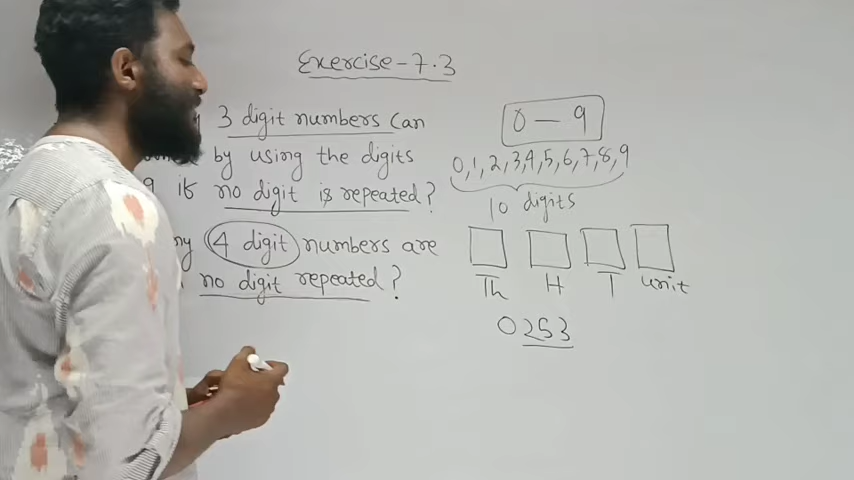 Exercise-7.3
3 digit numbers can
by using the digits
9 if no digit is repeated?
4 digit numbers are
no digit repeated?
0 — 9
0,1,2,3,4,5,6,7,8,9
10 digits
Th H T unit
0253